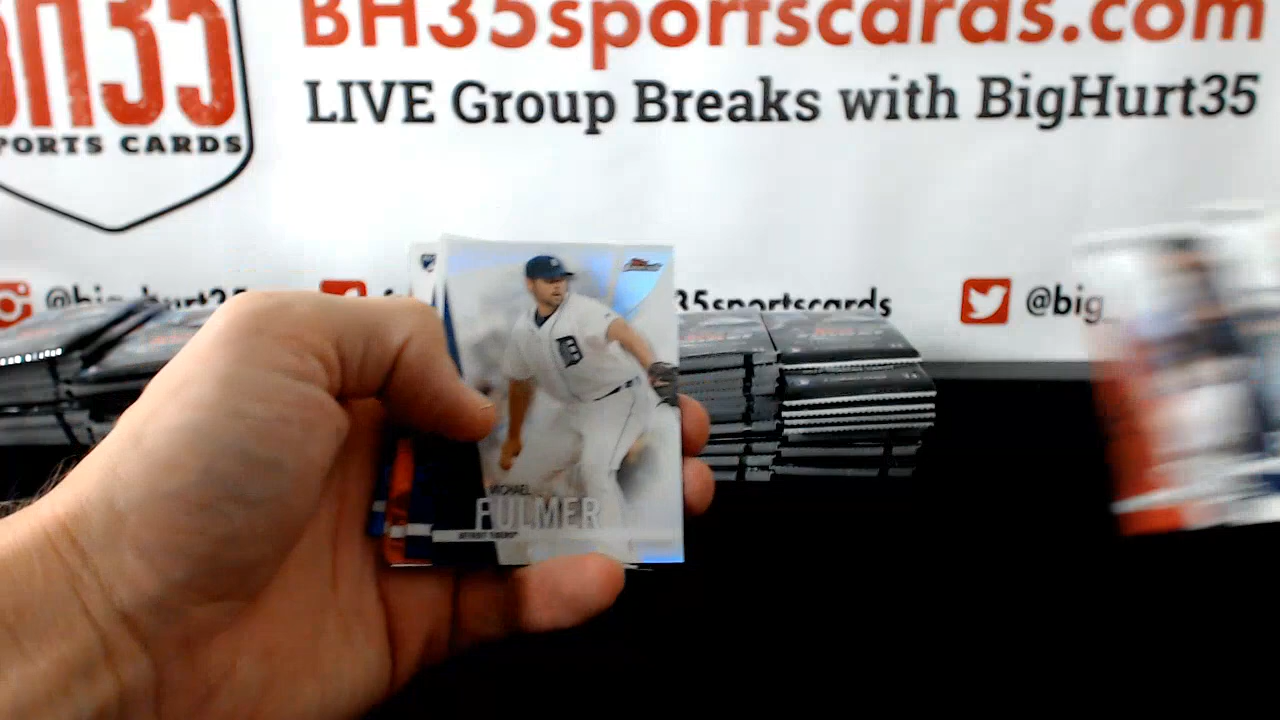 BH35
SPORTS CARDS
BH35sportscards.com
LIVE Group Breaks with BigHurt35
35sportscards
@big
MICHAEL
FULMER
DETROIT TIGERS